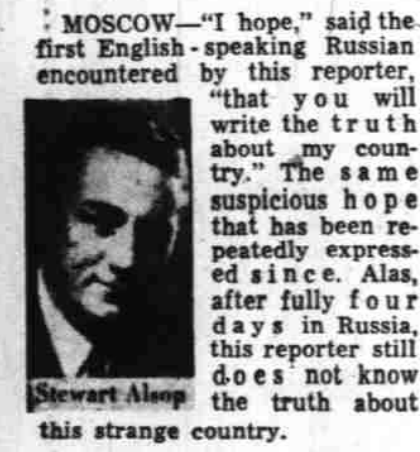 MOSCOW—“I hope,” said the
first English-speaking Russian
encountered by this reporter,
“that you will
write the truth
about my coun-
try.” The same
suspicious hope
that has been re-
peatedly express-
ed since. Alas,
after fully four
days in Russia,
this reporter still
does not know
the truth about
Stewart Alsop
this strange country.